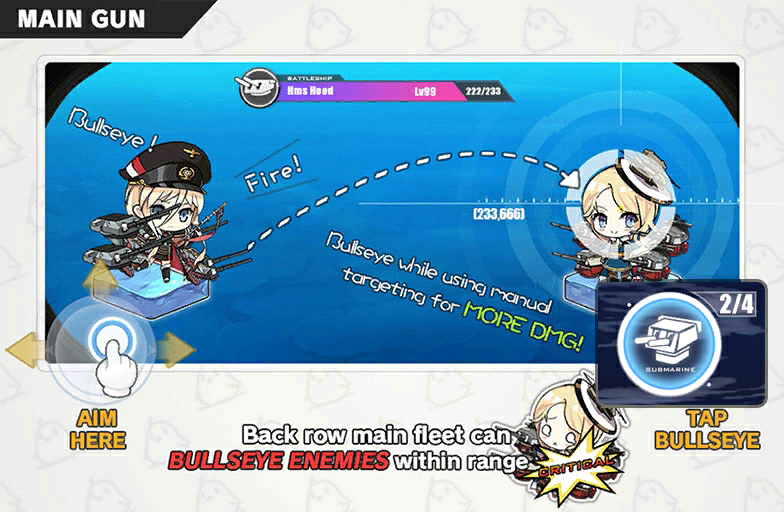 MAIN GUN
BATTLESHIP
Hms Hood Lv99 222/233
Bullseye!
Fire!
(233,666)
Bullseye while using manual
targeting for MORE DMG!
2/4
SUBMARINE
AIM
HERE
TAP
BULLSEYE
Back row main fleet can
BULLSEYE ENEMIES within range
CRITICAL